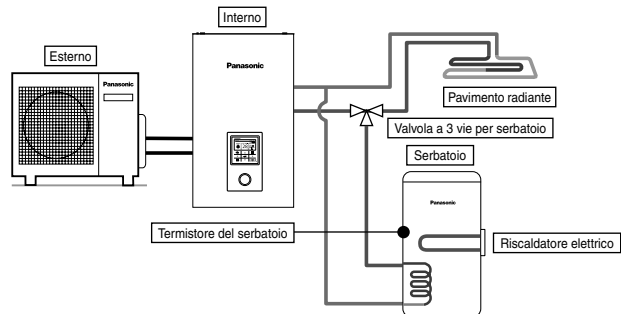 Interno
Esterno
Panasonic
Panasonic
Pavimento radiante
Valvola a 3 vie per serbatoio
Serbatoio
Panasonic
Termistore del serbatoio
Riscaldatore elettrico